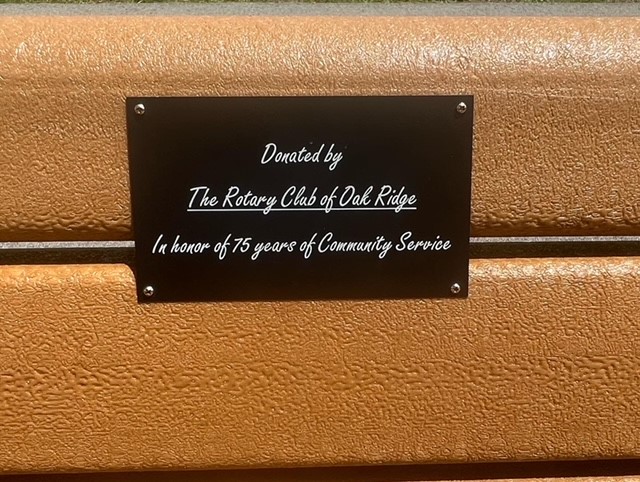 Donated by
The Rotary Club of Oak Ridge
In honor of 75 years of Community Service